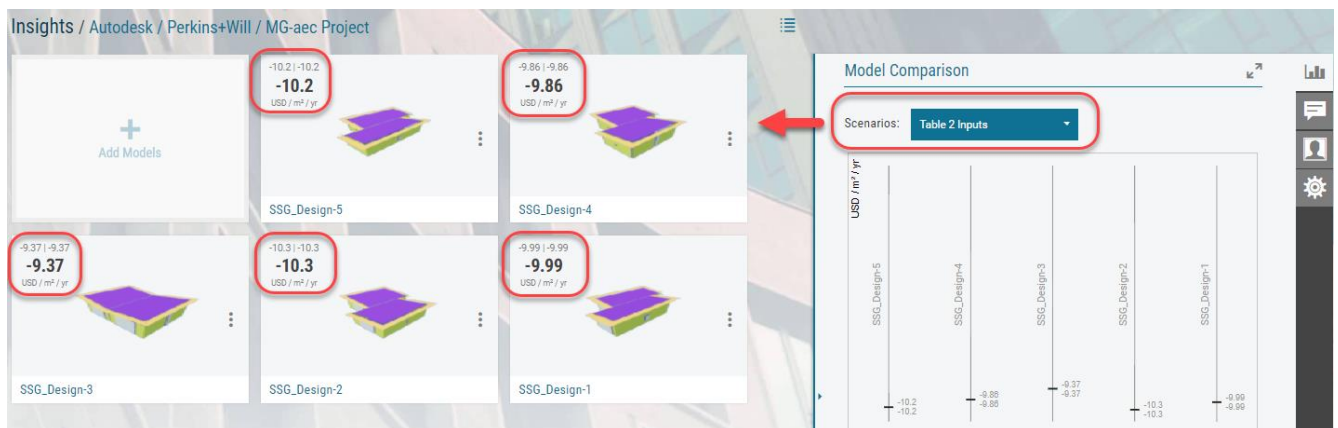 Insights / Autodesk / Perkins+Will / MG-aec Project
Add Models
-10.2 | -10.2
-10.2
USD / m² / yr
SSG_Design-5
-9.86 | -9.86
-9.86
USD / m² / yr
SSG_Design-4
-9.37 | -9.37
-9.37
USD / m² / yr
SSG_Design-3
-10.3 | -10.3
-10.3
USD / m² / yr
SSG_Design-2
-9.99 | -9.99
-9.99
USD / m² / yr
SSG_Design-1
Model Comparison
Scenarios: Table 2 Inputs
USD / m² / yr
SSG_Design-5
SSG_Design-4
SSG_Design-3
SSG_Design-2
SSG_Design-1
-10.2
-10.2
-9.86
-9.86
-9.37
-9.37
-10.3
-10.3
-9.99
-9.99